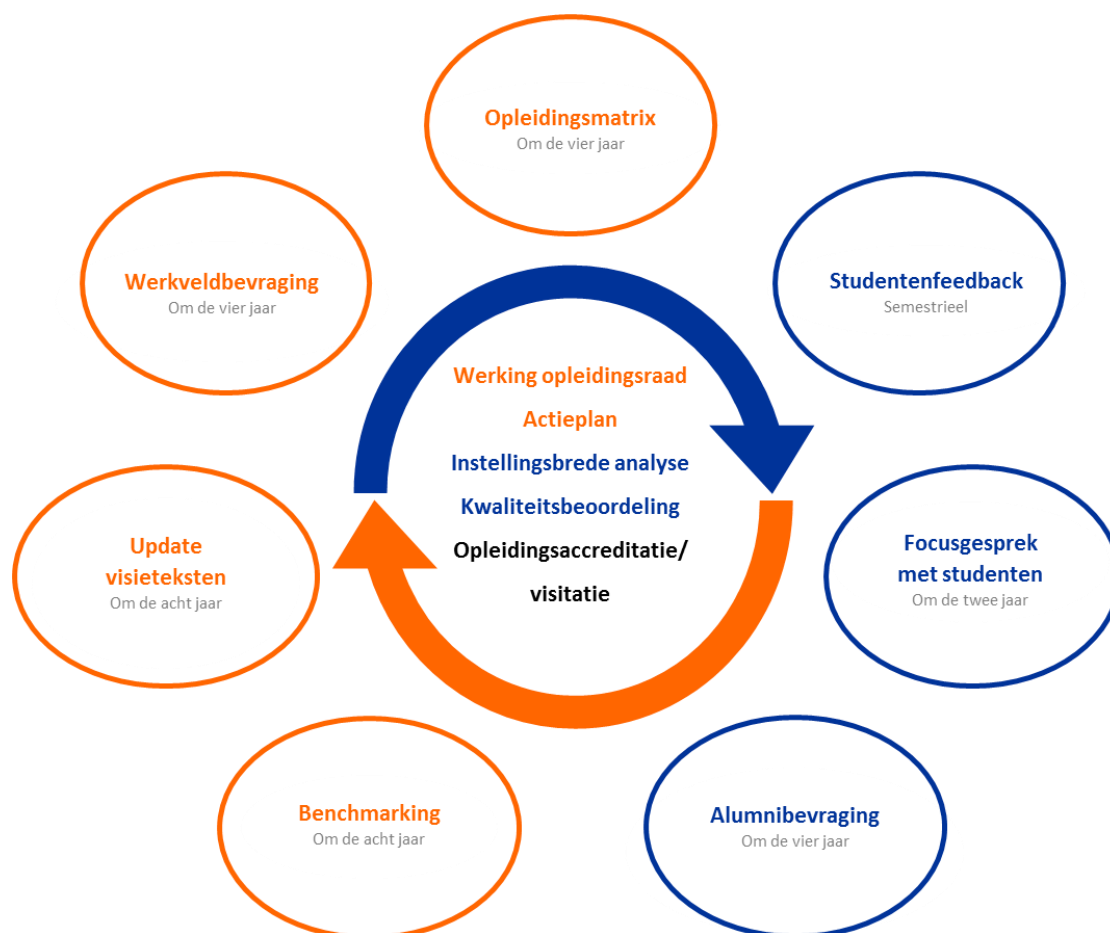 Opleidingsmatrix
Om de vier jaar
Werkveldbevraging
Om de vier jaar
Studentenfeedback
Semestrieel
Werking opleidingsraad
Actieplan
Instellingsbrede analyse
Kwaliteitsbeoordeling
Opleidingsaccreditatie/
visitatie
Update
visieteksten
Om de acht jaar
Focusgesprek
met studenten
Om de twee jaar
Benchmarking
Om de acht jaar
Alumnibevraging
Om de vier jaar